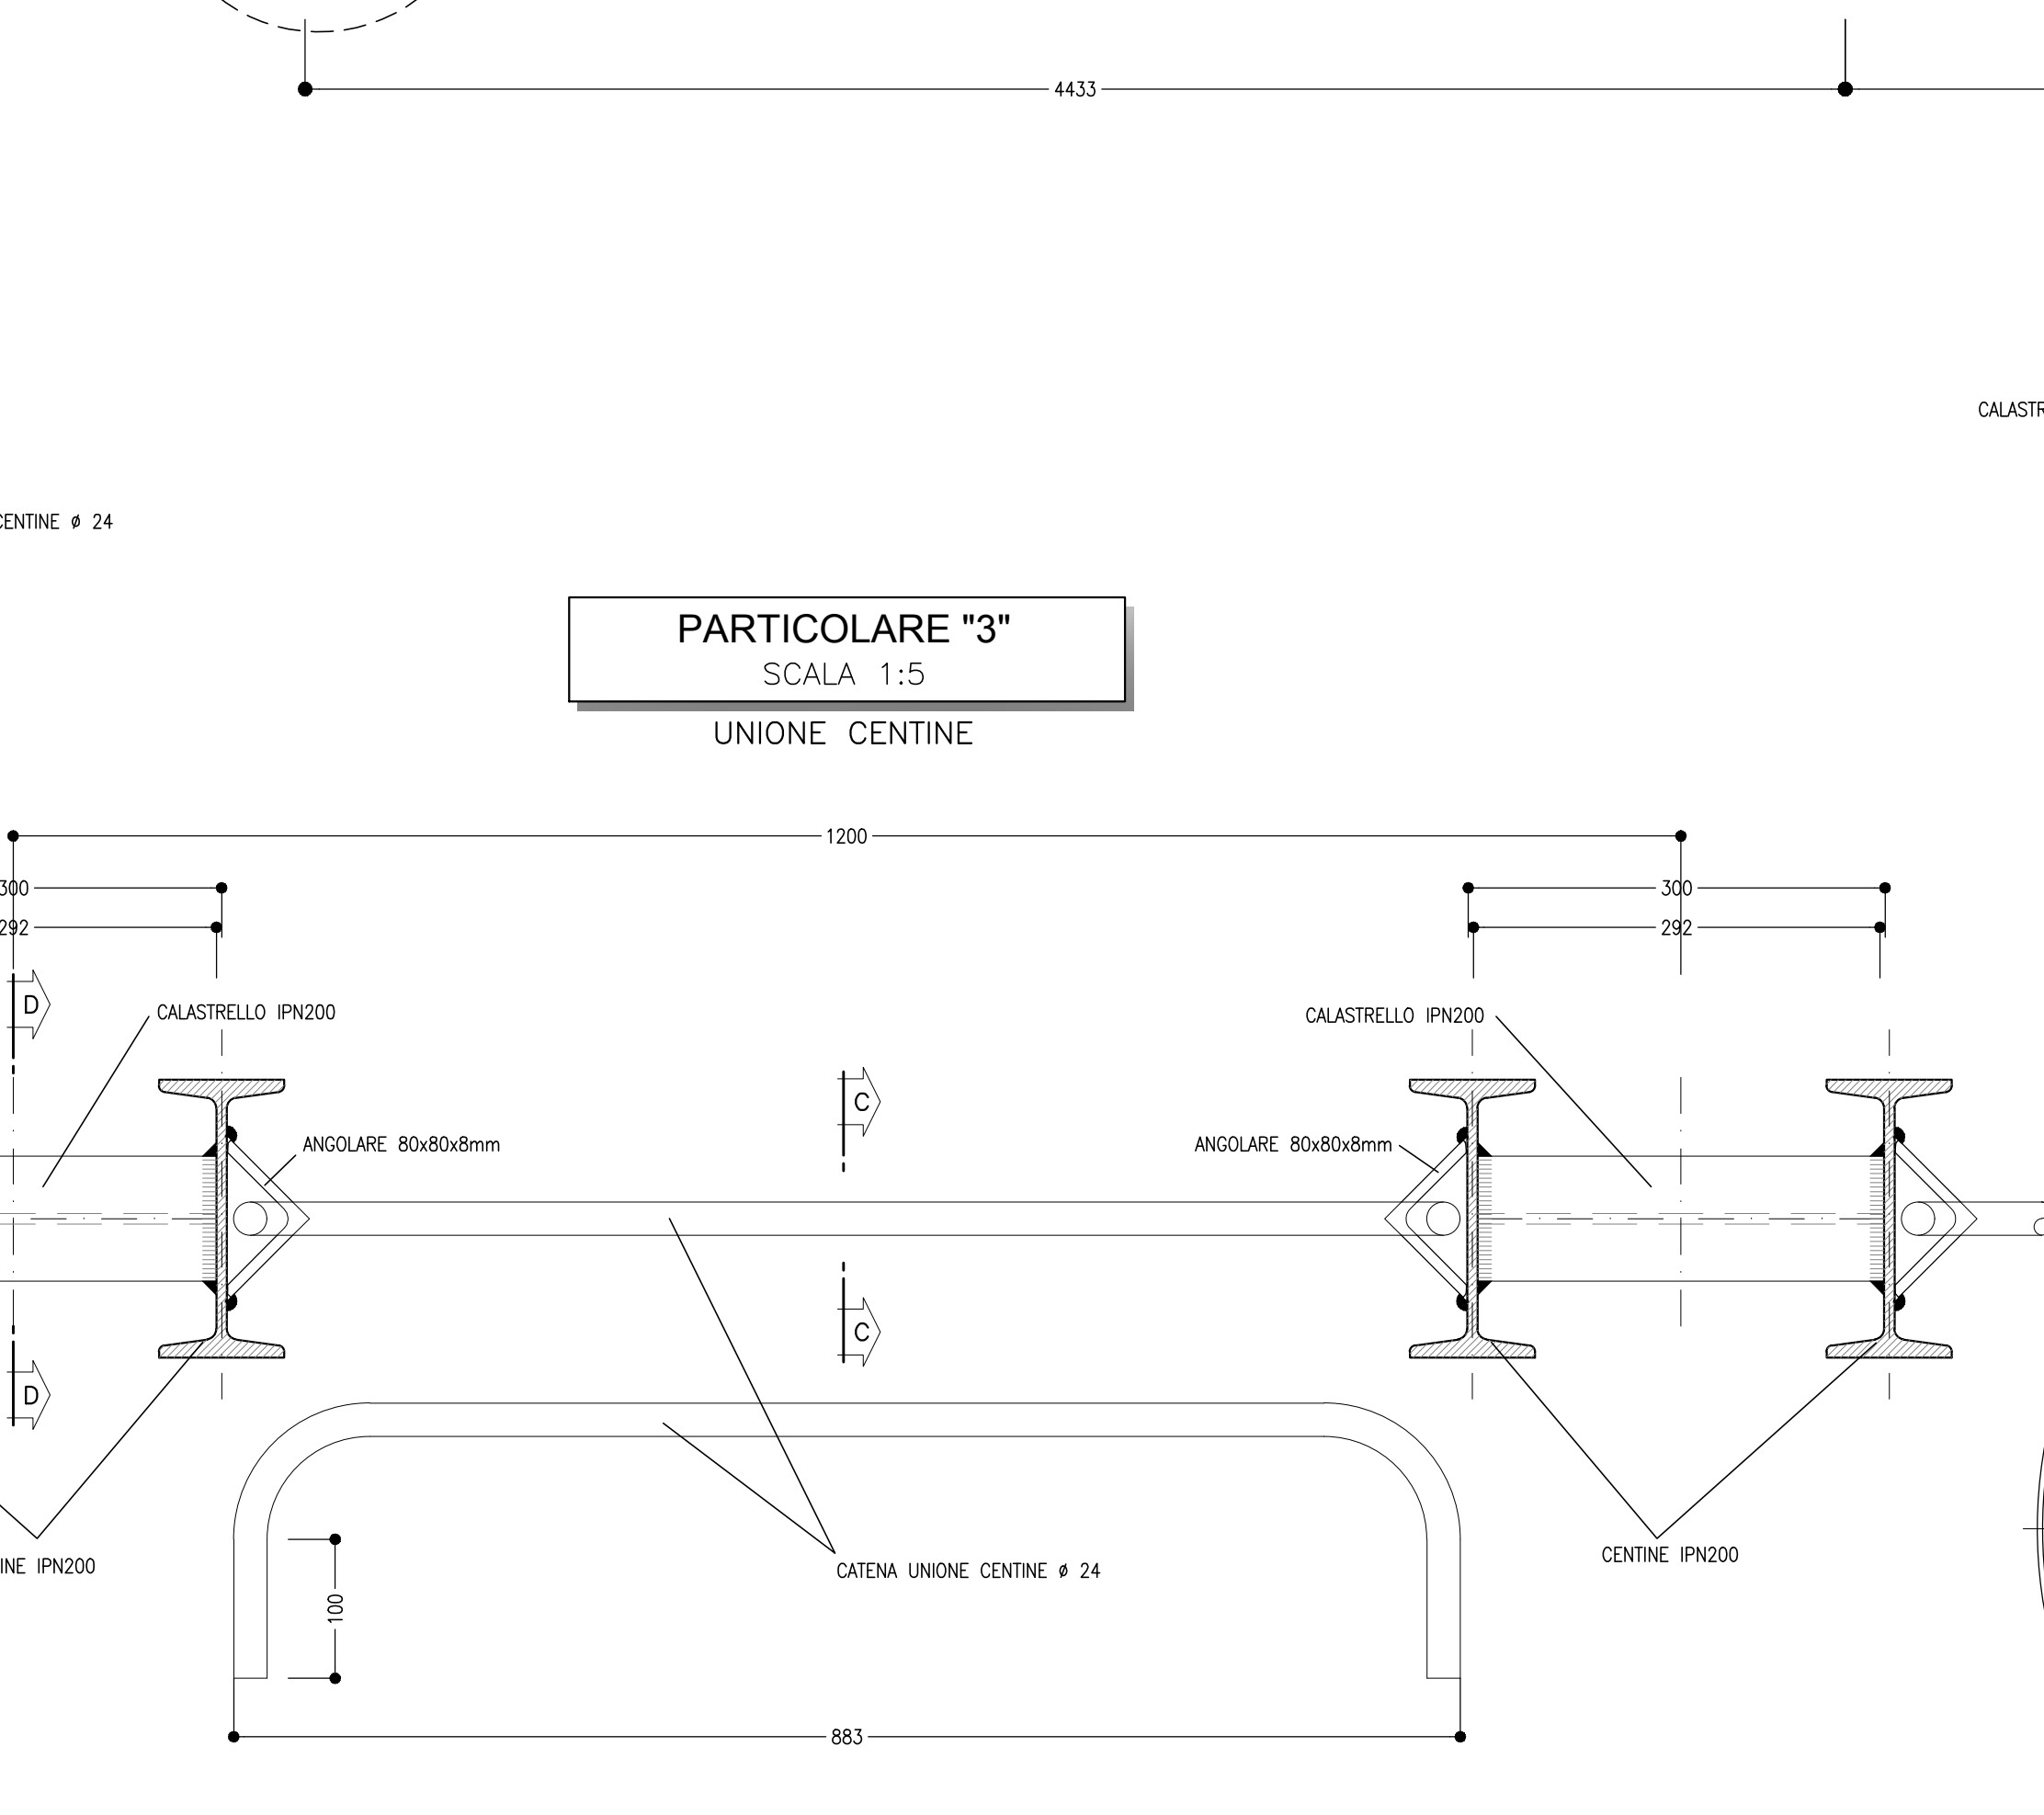 4433
CALASTR
CENTINE ø 24
PARTICOLARE "3"
SCALA 1:5
UNIONE CENTINE
1200
300
300
292
292
D
CALASTRELLO IPN200
CALASTRELLO IPN200
C
ANGOLARE 80x80x8mm
ANGOLARE 80x80x8mm
C
D
CENTINE IPN200
INE IPN200
CATENA UNIONE CENTINE ø 24
100
883